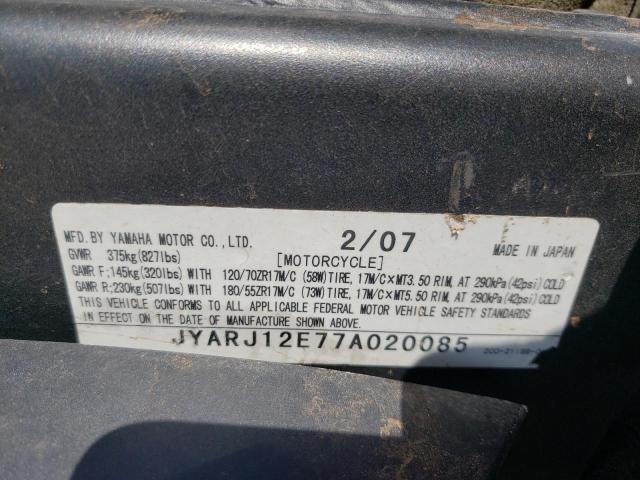 MFD. BY YAMAHA MOTOR CO., LTD. 2/07 MADE IN JAPAN
GVWR 375kg(827lbs) [MOTORCYCLE]
GAWR F;145kg(320lbs) WITH 120/70ZR17M/C (58W) TIRE, 17M/C×MT3.50 RIM, AT 290kPa(42psi) COLD
GAWR R;230kg(507lbs) WITH 180/55ZR17M/C (73W) TIRE, 17M/C×MT5.50 RIM, AT 290kPa(42psi) COLD
THIS VEHICLE CONFORMS TO ALL APPLICABLE FEDERAL MOTOR VEHICLE SAFETY STANDARDS
IN EFFECT ON THE DATE OF MANUFACTURE SHOWN ABOVE.
JYARJ12E77A020085